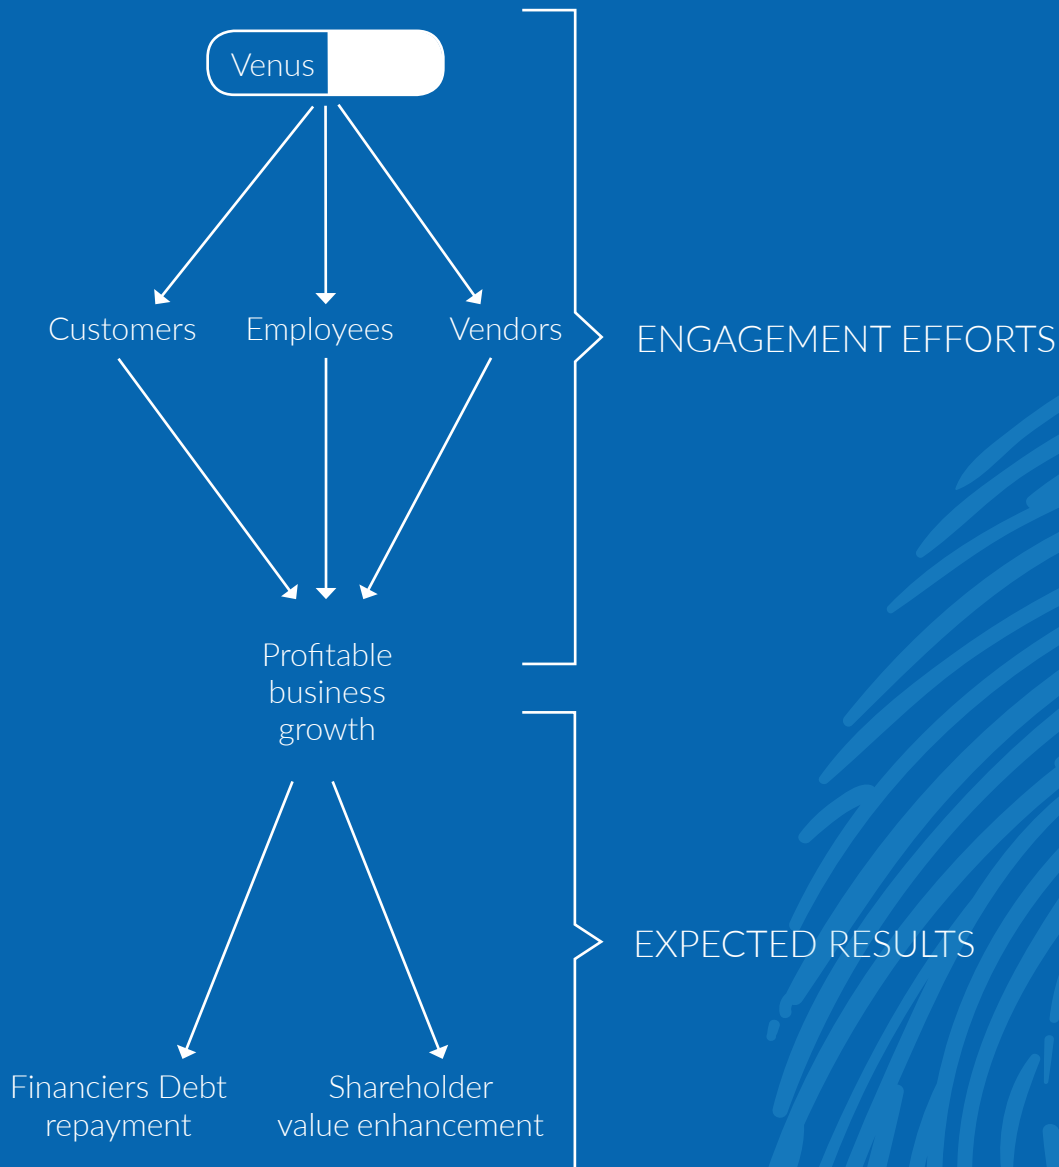 Venus
Customers
Employees
Vendors
ENGAGEMENT EFFORTS
Profitable
business
growth
EXPECTED RESULTS
Financiers Debt
repayment
Shareholder
value enhancement